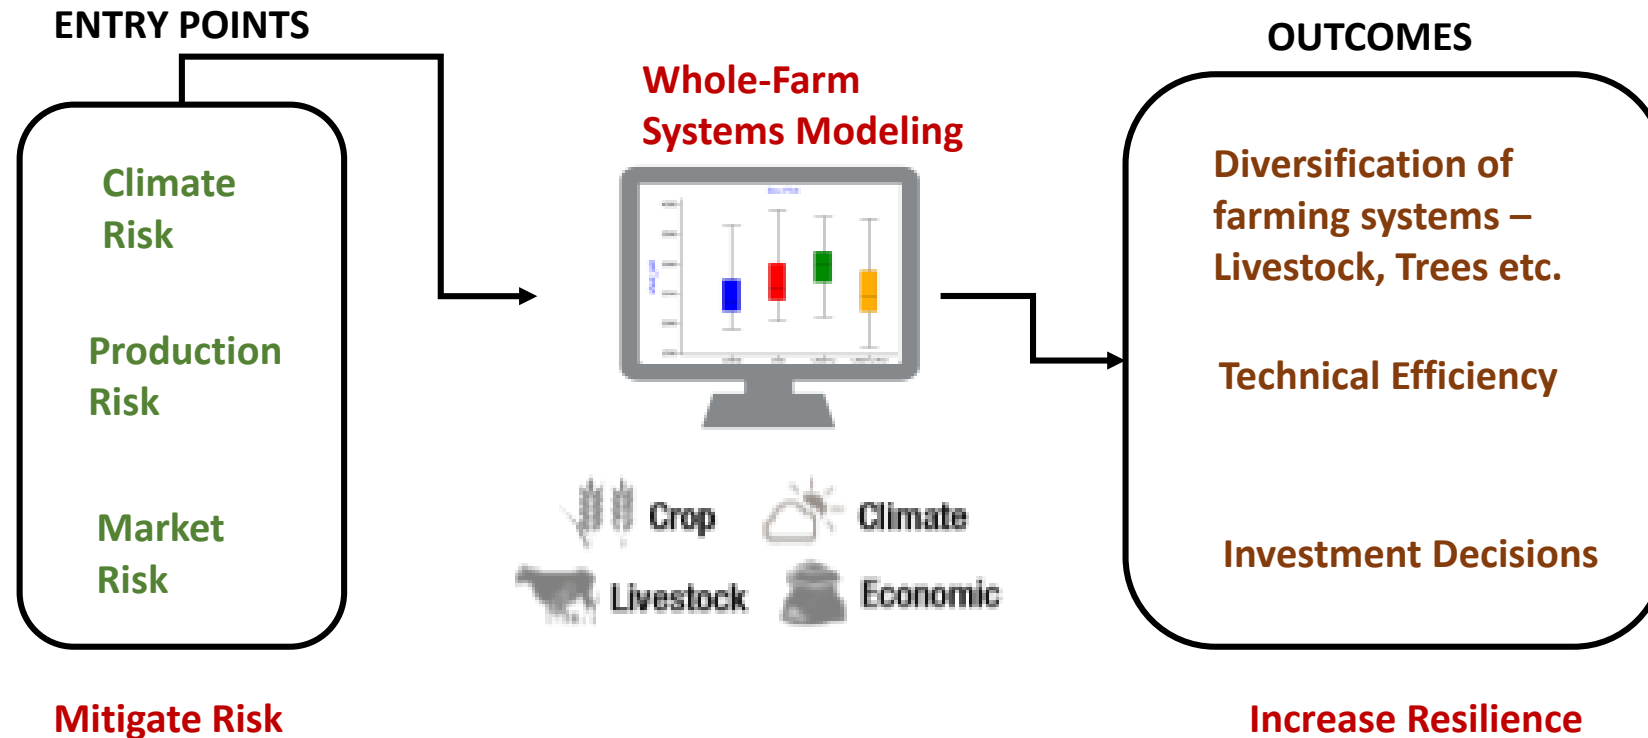 ENTRY POINTS
Climate
Risk
Production
Risk
Market
Risk
Mitigate Risk
Whole-Farm
Systems Modeling
Crop
Climate
Livestock
Economic
OUTCOMES
Diversification of
farming systems –
Livestock, Trees etc.
Technical Efficiency
Investment Decisions
Increase Resilience